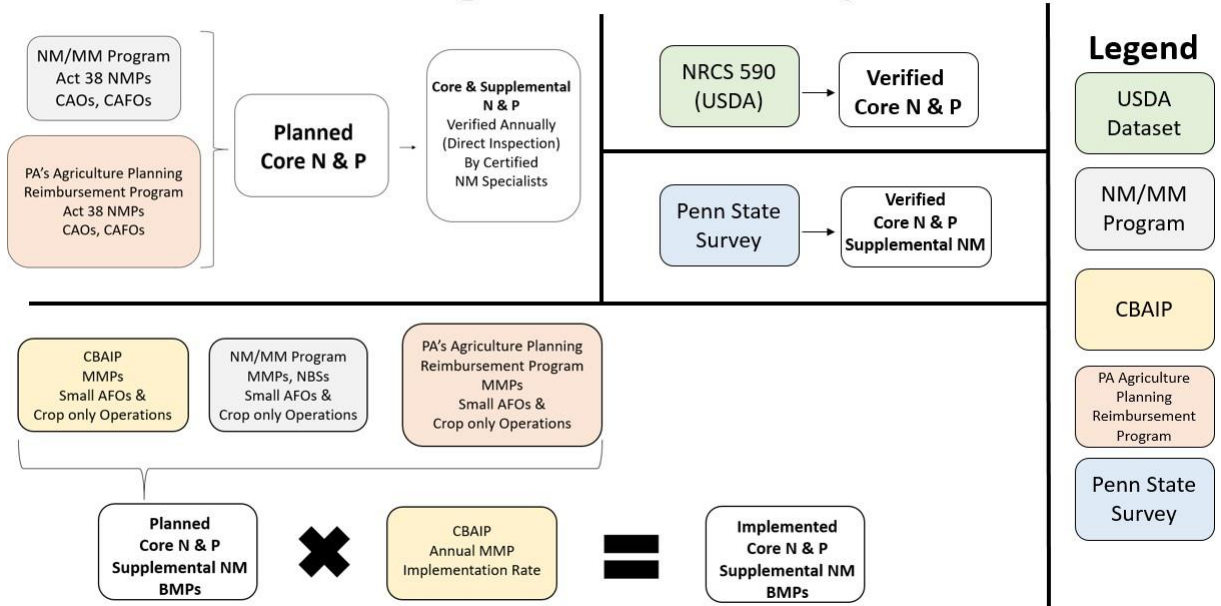 NM/MM Program
Act 38 NMPs
CAOs, CAFOs
PA's Agriculture Planning
Reimbursement Program
Act 38 NMPs
CAOs, CAFOs
Planned
Core N & P
Core & Supplemental
N & P
Verified Annually
(Direct Inspection)
By Certified
NM Specialists
NRCS 590
(USDA)
Verified
Core N & P
Penn State
Survey
Verified
Core N & P
Supplemental NM
CBAIP
MMPs
Small AFOs &
Crop only Operations
NM/MM Program
MMPs, NBSs
Small AFOs &
Crop only Operations
PA's Agriculture Planning
Reimbursement Program
MMPs
Small AFOs &
Crop only Operations
Planned
Core N & P
Supplemental NM
BMPs
CBAIP
Annual MMP
Implementation Rate
Implemented
Core N & P
Supplemental NM
BMPs
Legend
USDA
Dataset
NM/MM
Program
CBAIP
PA Agriculture
Planning
Reimbursement
Program
Penn State
Survey